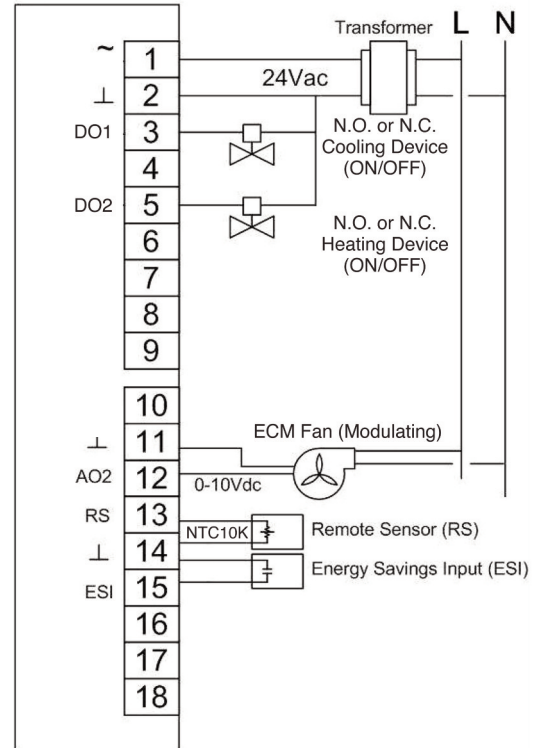 Transformer L N
~ 1
24Vac
⊥ 2
DO1 3
N.O. or N.C.
Cooling Device
(ON/OFF)
4
DO2 5
N.O. or N.C.
Heating Device
(ON/OFF)
6
7
8
9
10
⊥ 11
ECM Fan (Modulating)
AO2 12
0-10Vdc
RS 13
NTC10K
Remote Sensor (RS)
⊥ 14
Energy Savings Input (ESI)
ESI 15
16
17
18